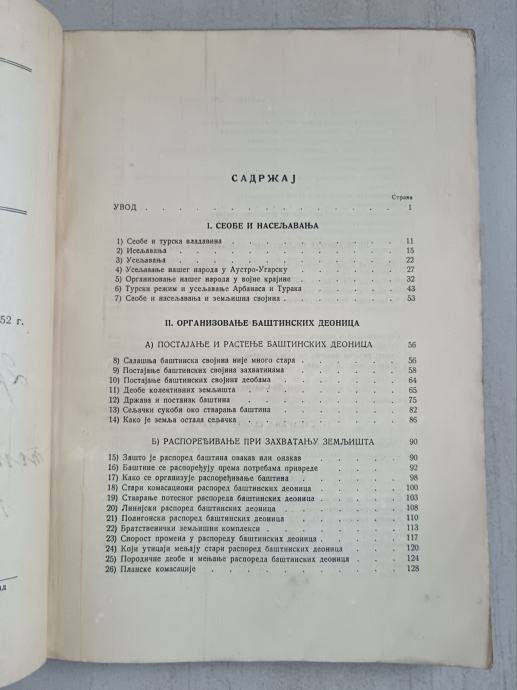 52 г.
САДРЖАЈ
Страна
УВОД . . . . . . . . . . . . . . 1
I. СЕОБЕ И НАСЕЉАВАЊА
1) Сеобе и турска владавина . . . . . . . . 11
2) Исељавања . . . . . . . . 15
3) Усељавања . . . . . . . . 22
4) Усељавање нашег народа у Аустро-Угарску . . . . . 27
5) Организовање нашег народа у војне крајине . . . . . 32
6) Турски режим и усељавање Арбанаса и Турака . . . . 43
7) Сеобе и насељавања и земљишна својина . . . . . 53
II. ОРГАНИЗОВАЊЕ БАШТИНСКИХ ДЕОНИЦА
А) ПОСТАЈАЊЕ И РАСТЕЊЕ БАШТИНСКИХ ДЕОНИЦА 56
8) Салашња баштинска својина није много стара . . . . 56
9) Постајање баштинских својина захватинама . . . . 58
10) Постајање баштинских својина деобама . . . . 64
11) Деобе колективних земљишта . . . . . 65
12) Држава и постанак баштина . . . . . 75
13) Сељачки сукоби око стварања баштина . . . . 82
14) Како је земља остала сељачка . . . . . 86
Б) РАСПОРЕЂИВАЊЕ ПРИ ЗАХВАТАЊУ ЗЕМЉИШТА 90
15) Зашто је распоред баштина овакав или онакав . . . . 90
16) Баштине се распоређују према потребама привреде . . . 92
17) Како се организује распоређивање баштина . . . . 98
18) Стари комасациони распоред баштинских деоница . . . 100
19) Стварање потесног распореда баштинских деоница . . . 103
20) Линијски распоред баштинских деоница . . . . 108
21) Полигонски распоред баштинских деоница . . . . 110
22) Братственички земљишни комплекси . . . . 113
23) Спорост промена у распореду баштинских деоница . . . 117
24) Који утицаји мењају стари распоред баштинских деоница . . 120
25) Породичне деобе и мењање распореда баштинских деоница . . 124
26) Планске комасације . . . . . . . 128